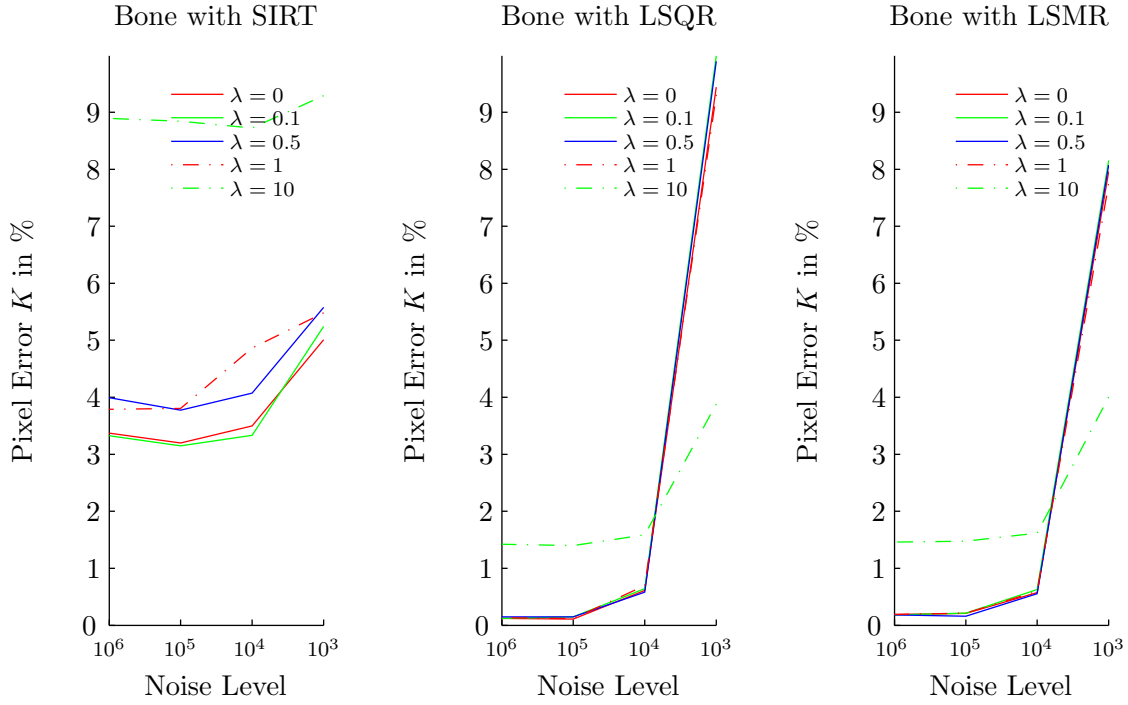 Bone with SIRT
Pixel Error K in %
9
8
7
6
5
4
3
2
1
0
λ = 0
λ = 0.1
λ = 0.5
λ = 1
λ = 10
10^6 10^5 10^4 10^3
Noise Level
Bone with LSQR
Pixel Error K in %
9
8
7
6
5
4
3
2
1
0
λ = 0
λ = 0.1
λ = 0.5
λ = 1
λ = 10
10^6 10^5 10^4 10^3
Noise Level
Bone with LSMR
Pixel Error K in %
9
8
7
6
5
4
3
2
1
0
λ = 0
λ = 0.1
λ = 0.5
λ = 1
λ = 10
10^6 10^5 10^4 10^3
Noise Level